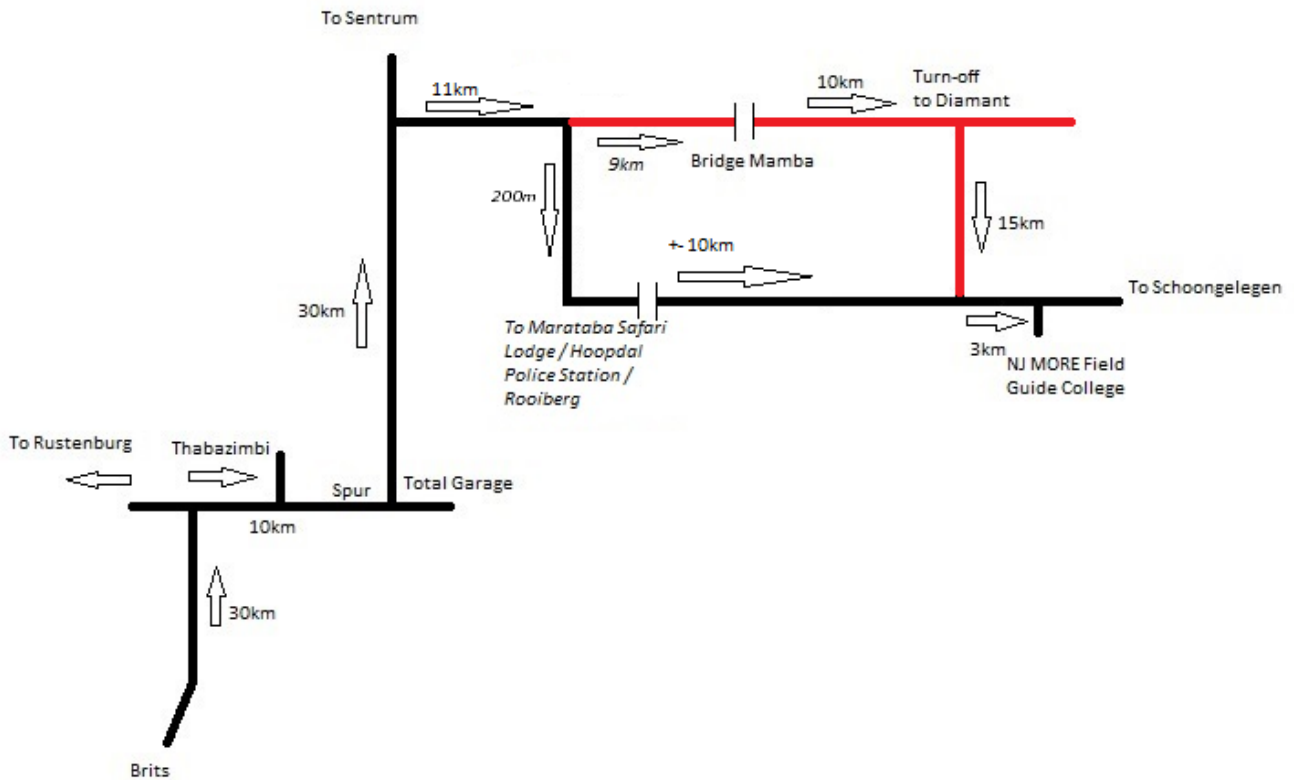 To Sentrum
11km
10km
Turn-off
to Diamant
9km
Bridge Mamba
200m
+- 10km
15km
To Schoongelegen
30km
To Marataba Safari
Lodge / Hoopdal
Police Station /
Rooiberg
3km
NJ MORE Field
Guide College
To Rustenburg
Thabazimbi
Spur
Total Garage
10km
30km
Brits